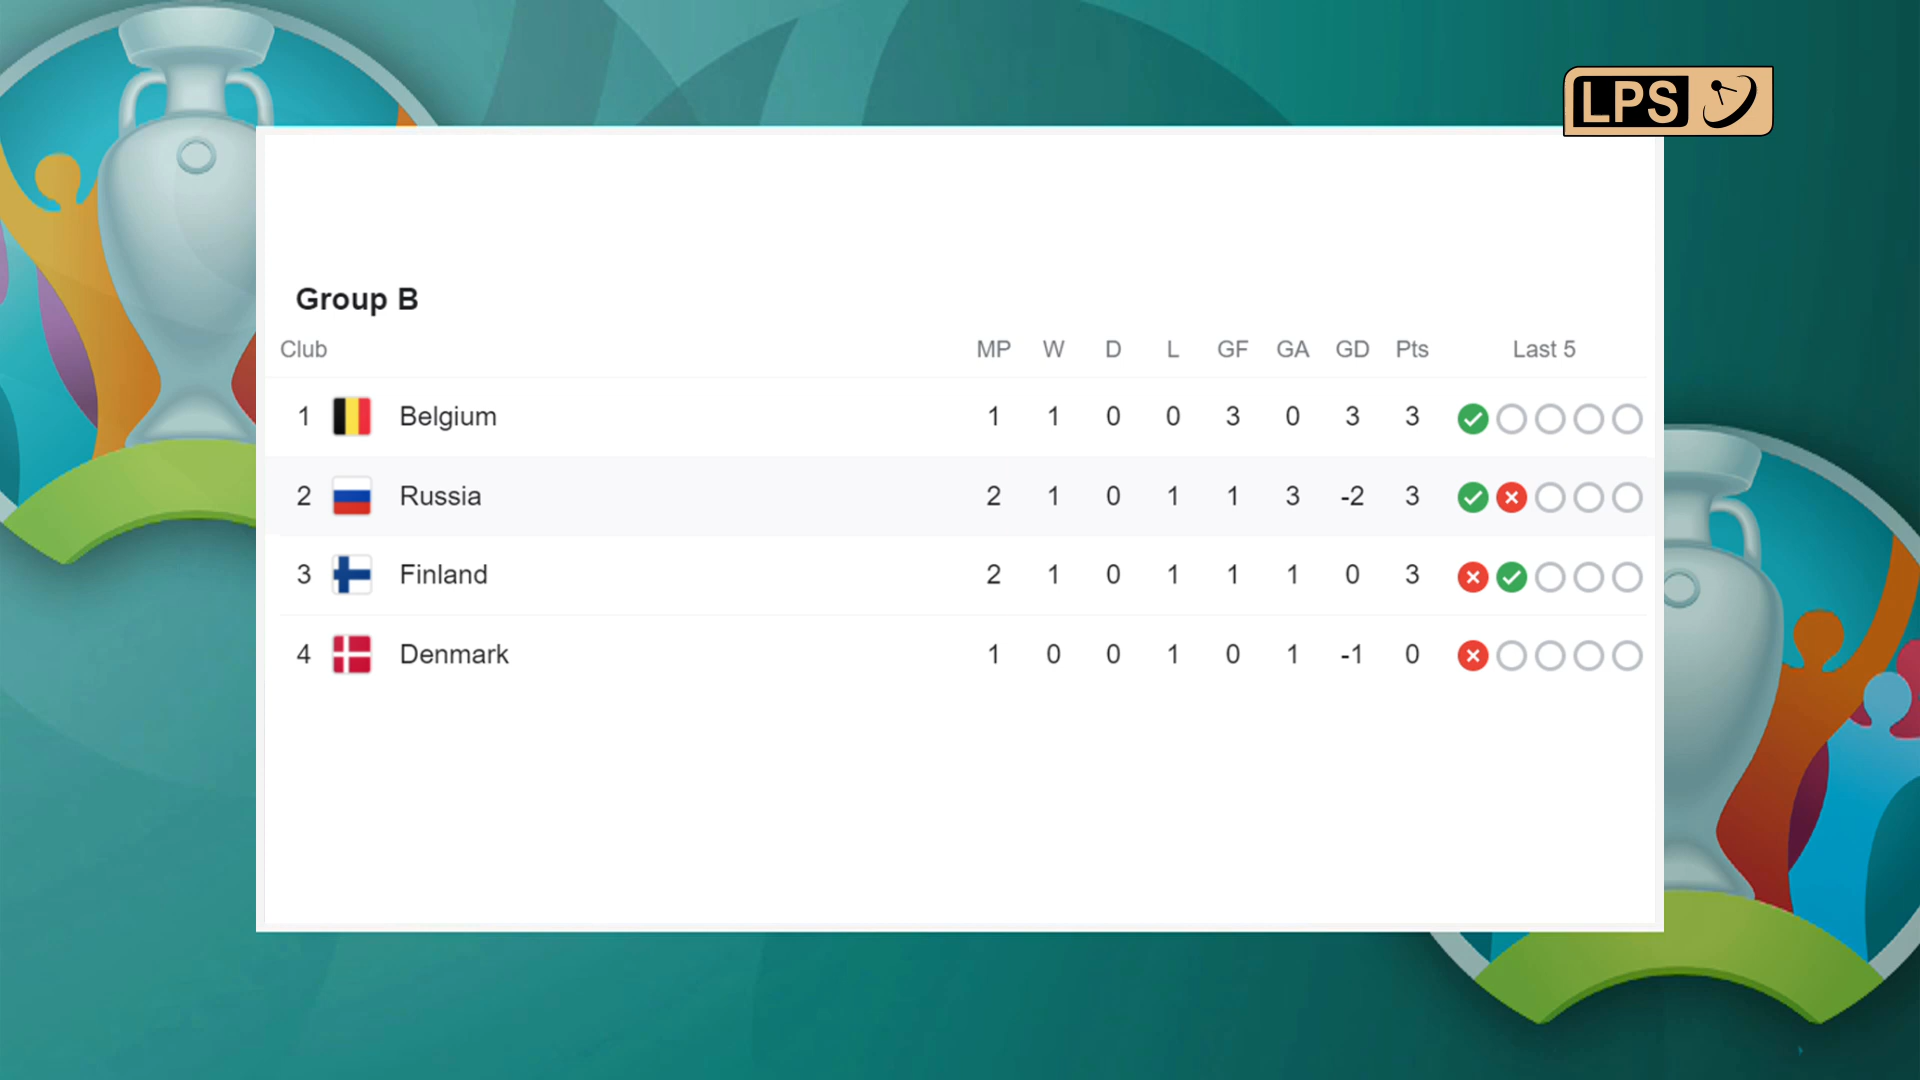 LPS
Group B
Club MP W D L GF GA GD Pts Last 5
1 Belgium 1 1 0 0 3 0 3 3
2 Russia 2 1 0 1 1 3 -2 3
3 Finland 2 1 0 1 1 1 0 3
4 Denmark 1 0 0 1 0 1 -1 0